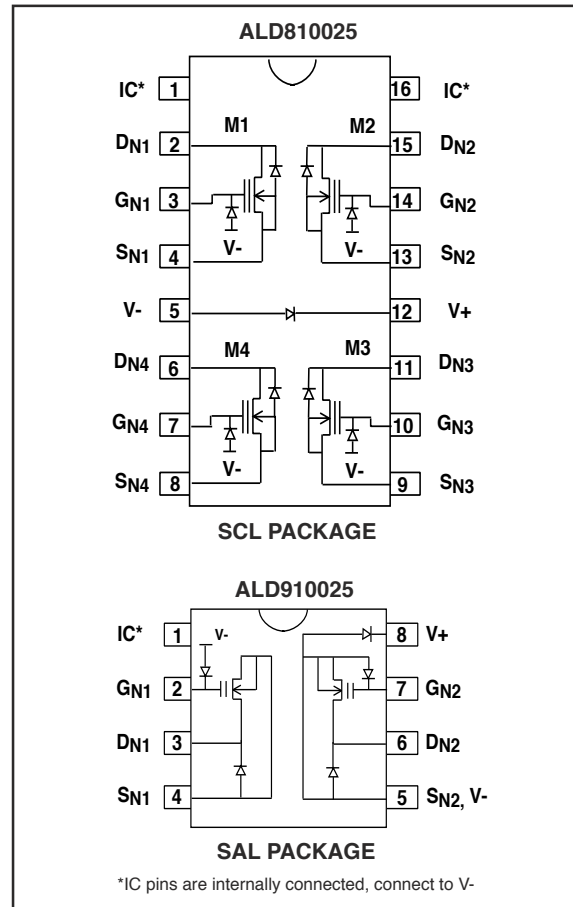 ALD810025
IC* 1 16 IC*
M1 M2
DN1 2 15 DN2
GN1 3 14 GN2
V- V-
SN1 4 13 SN2
V- 5 12 V+
M4 M3
DN4 6 11 DN3
GN4 7 10 GN3
V- V-
SN4 8 9 SN3
SCL PACKAGE
ALD910025
IC* 1 V- 8 V+
GN1 2 7 GN2
DN1 3 6 DN2
SN1 4 5 SN2, V-
SAL PACKAGE
*IC pins are internally connected, connect to V-